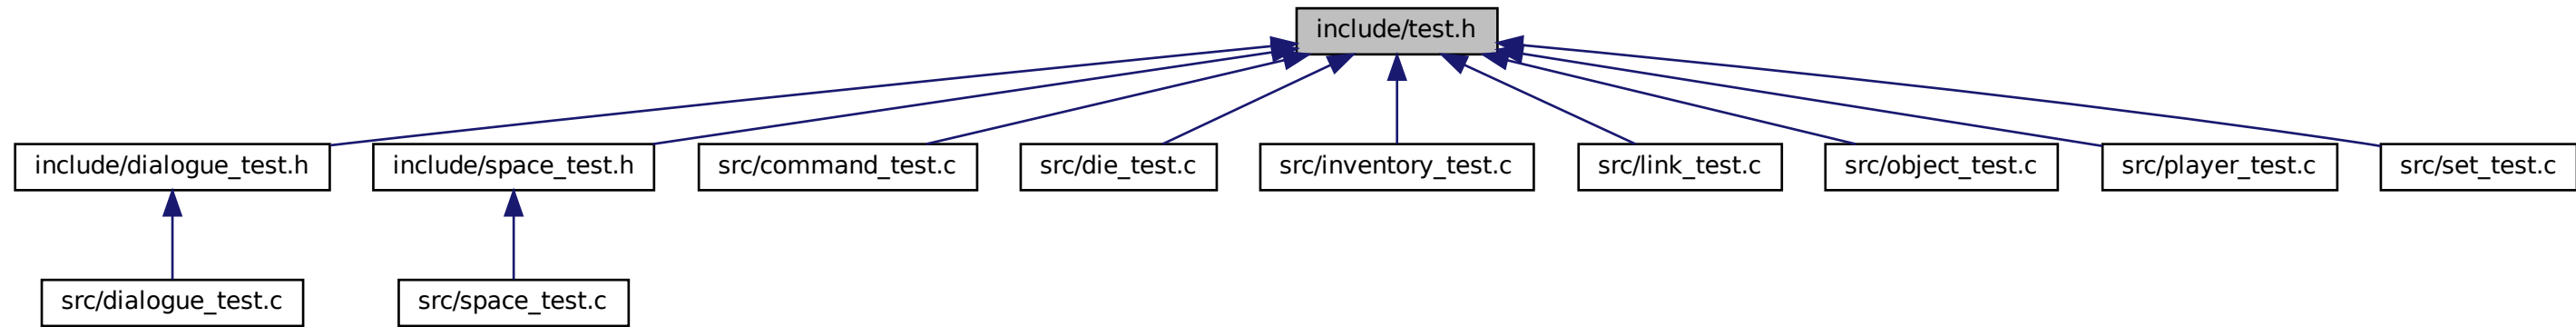 include/test.h
include/dialogue_test.h
include/space_test.h
src/command_test.c
src/die_test.c
src/inventory_test.c
src/link_test.c
src/object_test.c
src/player_test.c
src/set_test.c
src/dialogue_test.c
src/space_test.c